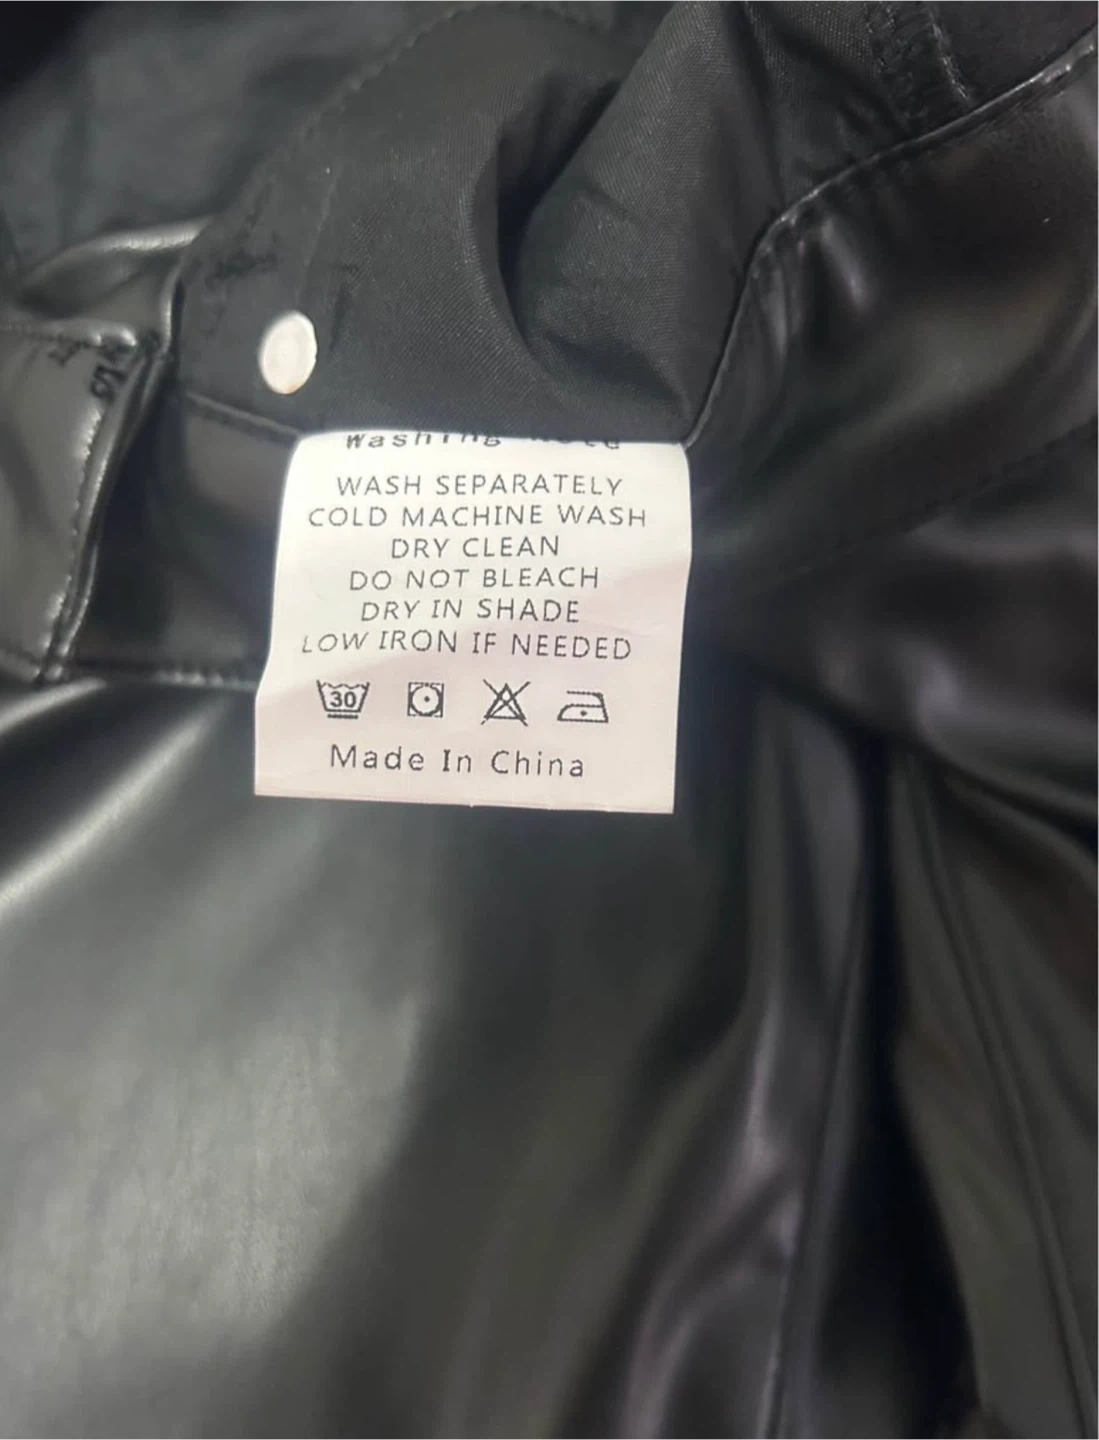 Washing
WASH SEPARATELY
COLD MACHINE WASH
DRY CLEAN
DO NOT BLEACH
DRY IN SHADE
LOW IRON IF NEEDED
30
Made In China